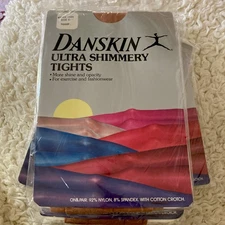 DANSKIN
ULTRA SHIMMERY
TIGHTS
• More shine and opacity
• For exercise and fashionwear
ONE PAIR, 92% NYLON, 8% SPANDEX, WITH COTTON CROTCH